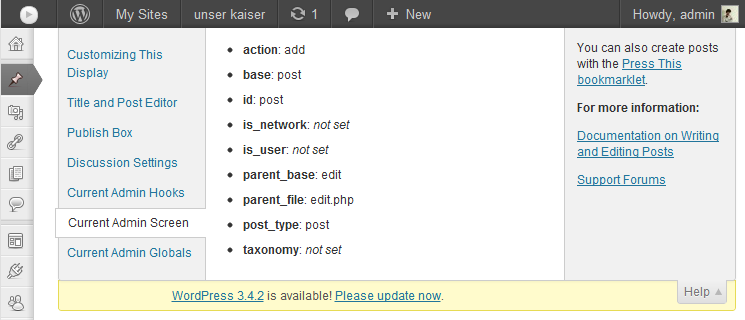 My Sites unser kaiser 1 + New Howdy, admin
Customizing This
Display
Title and Post Editor
Publish Box
Discussion Settings
Current Admin Hooks
Current Admin Screen
Current Admin Globals
• action: add
• base: post
• id: post
• is_network: not set
• is_user: not set
• parent_base: edit
• parent_file: edit.php
• post_type: post
• taxonomy: not set
You can also create posts
with the Press This
bookmarklet.
For more information:
Documentation on Writing
and Editing Posts
Support Forums
WordPress 3.4.2 is available! Please update now.
Help